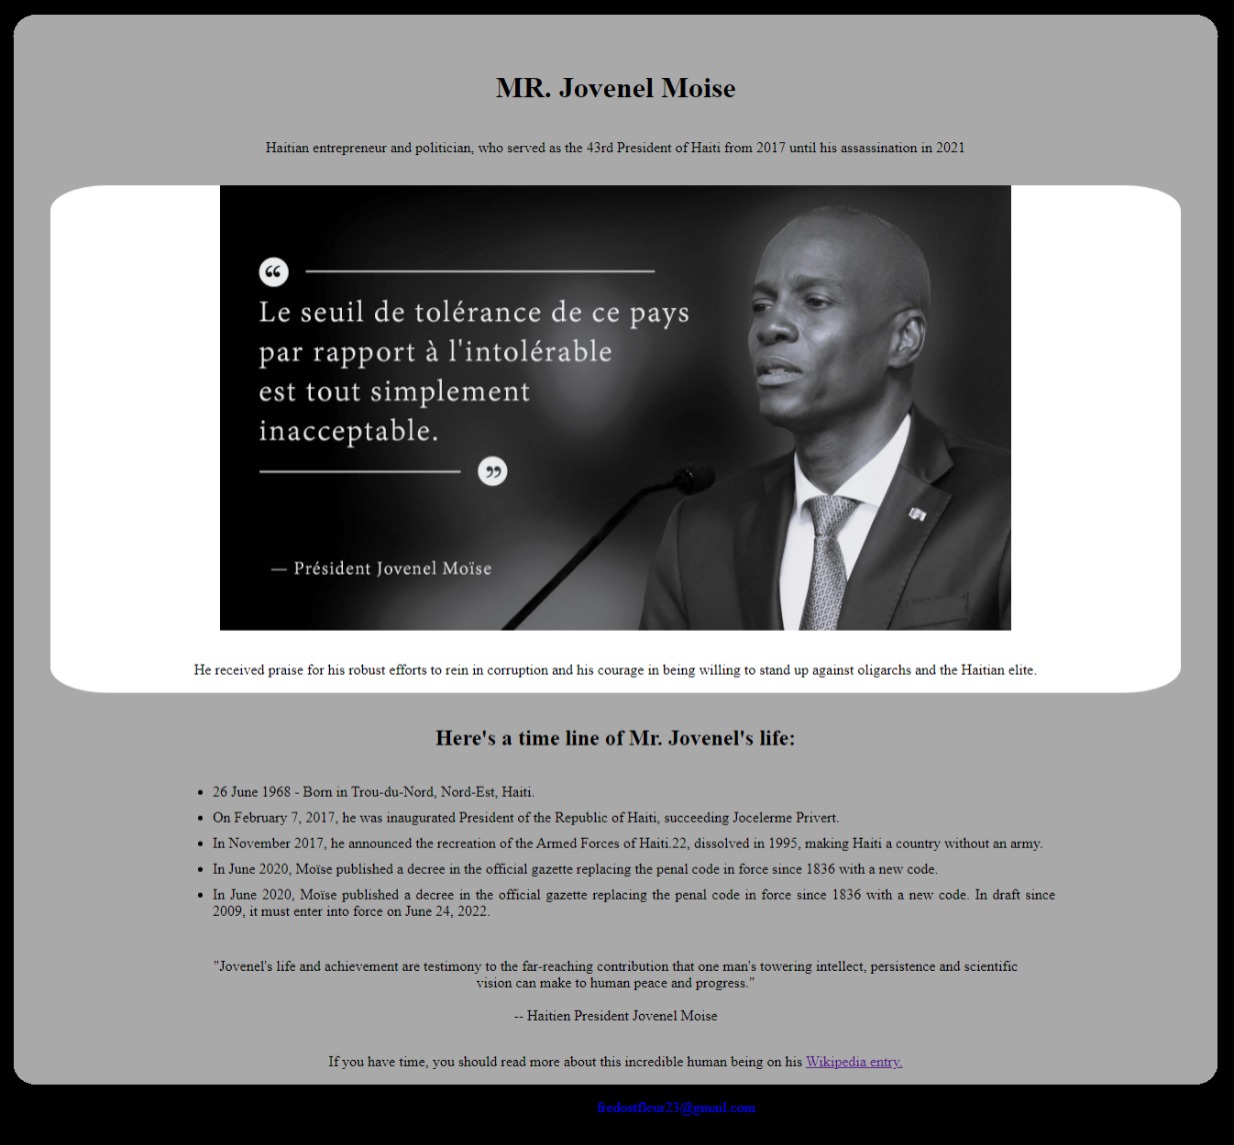 MR. Jovenel Moise
Haitian entrepreneur and politician, who served as the 43rd President of Haiti from 2017 until his assassination in 2021
“
Le seuil de tolérance de ce pays
par rapport à l'intolérable
est tout simplement
inacceptable.
”
— Président Jovenel Moïse
He received praise for his robust efforts to rein in corruption and his courage in being willing to stand up against oligarchs and the Haitian elite.
Here's a time line of Mr. Jovenel's life:
• 26 June 1968 - Born in Trou-du-Nord, Nord-Est, Haiti.
• On February 7, 2017, he was inaugurated President of the Republic of Haiti, succeeding Jocelerme Privert.
• In November 2017, he announced the recreation of the Armed Forces of Haiti.22, dissolved in 1995, making Haiti a country without an army.
• In June 2020, Moïse published a decree in the official gazette replacing the penal code in force since 1836 with a new code.
• In June 2020, Moïse published a decree in the official gazette replacing the penal code in force since 1836 with a new code. In draft since
2009, it must enter into force on June 24, 2022.
"Jovenel's life and achievement are testimony to the far-reaching contribution that one man's towering intellect, persistence and scientific
vision can make to human peace and progress."
-- Haitien President Jovenel Moise
If you have time, you should read more about this incredible human being on his Wikipedia entry.
fredostfleur23@gmail.com